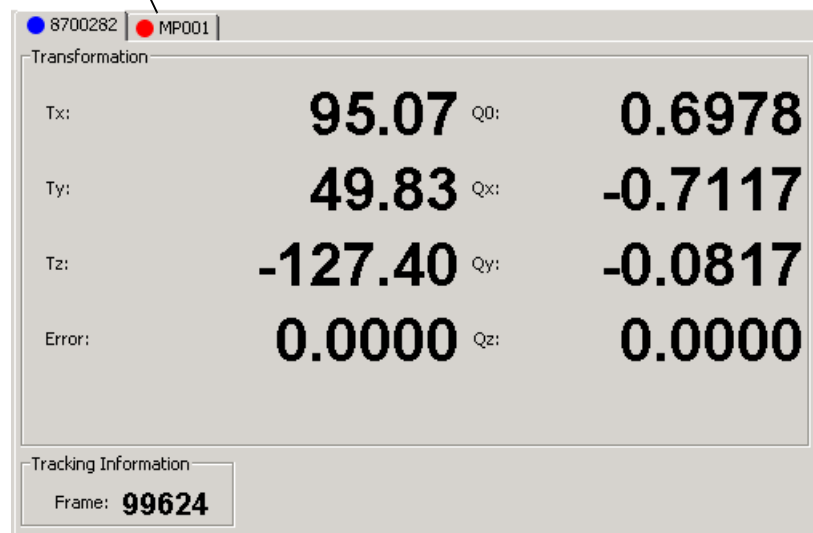 8700282 MP001
Transformation
Tx: 95.07 Q0: 0.6978
Ty: 49.83 Qx: -0.7117
Tz: -127.40 Qy: -0.0817
Error: 0.0000 Qz: 0.0000
Tracking Information
Frame: 99624